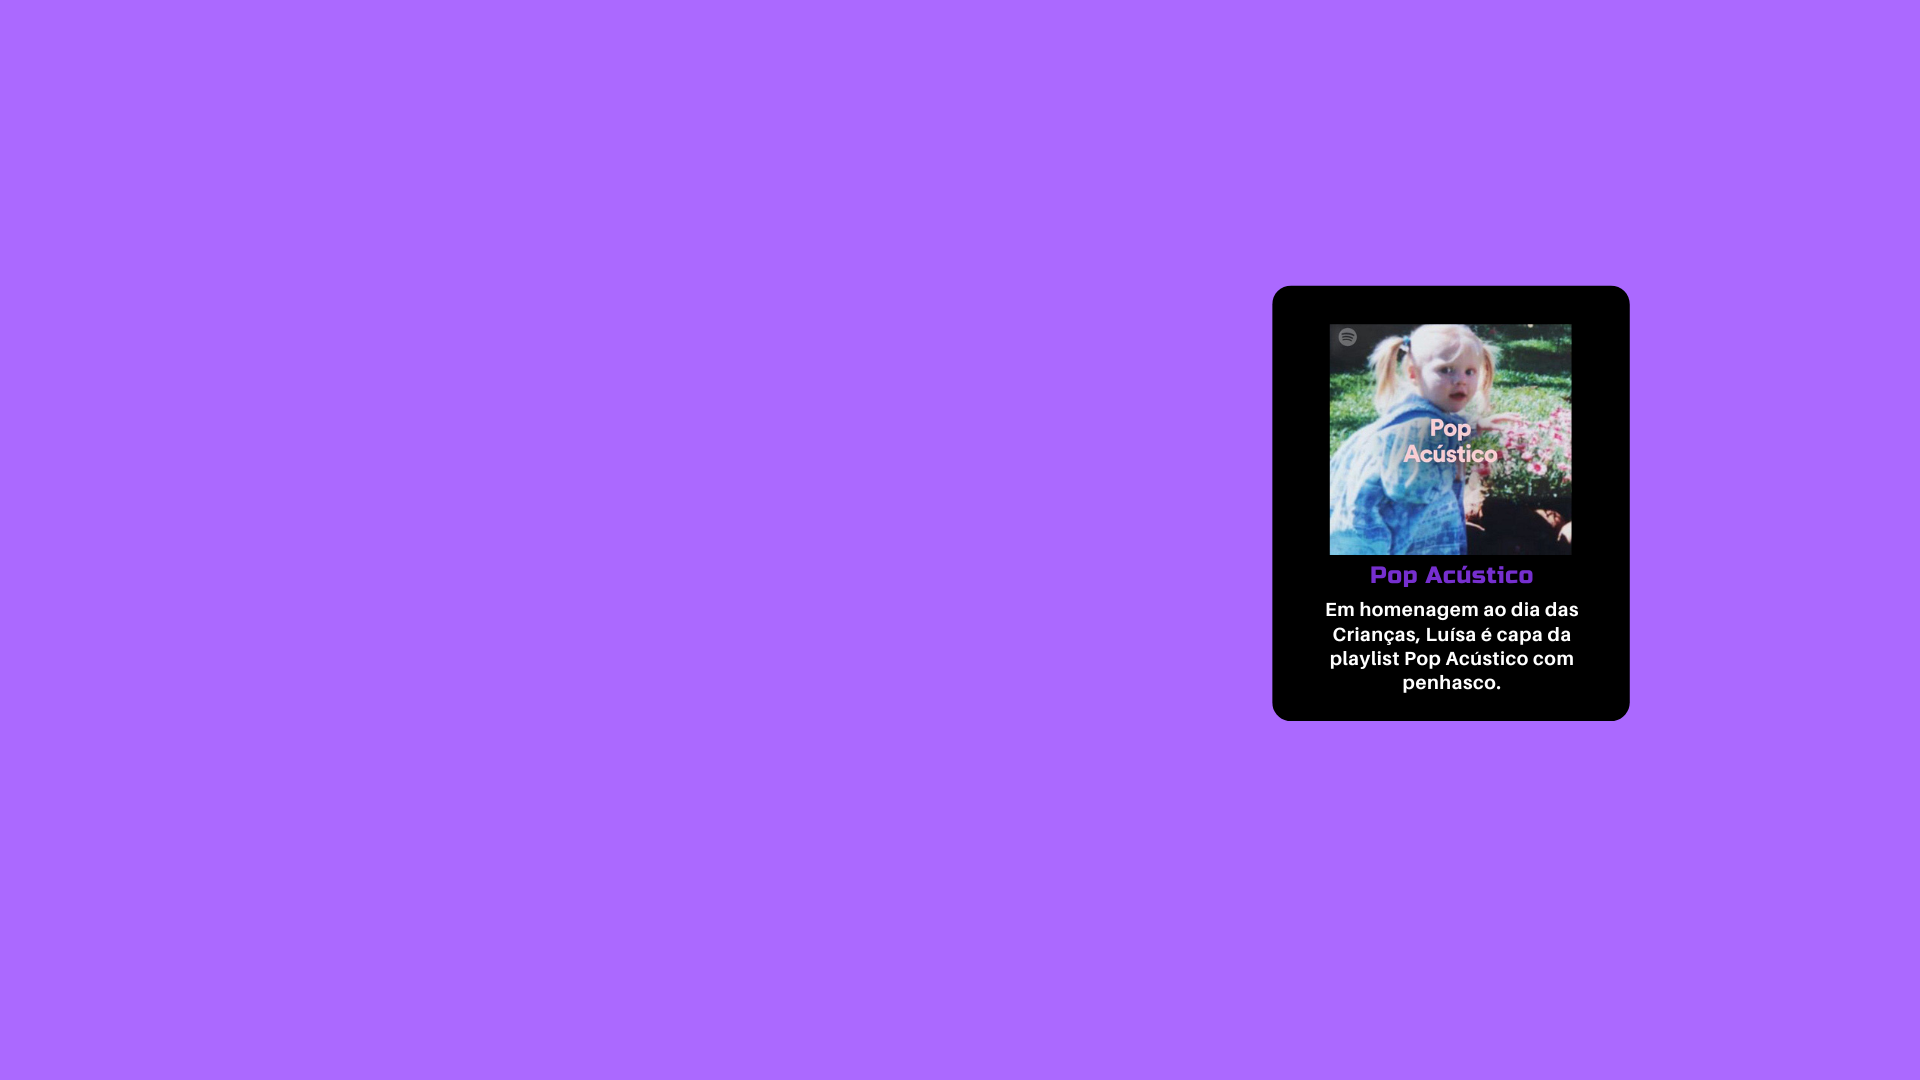 Pop
Acústico
Pop Acústico
Em homenagem ao dia das
Crianças, Luísa é capa da
playlist Pop Acústico com
penhasco.